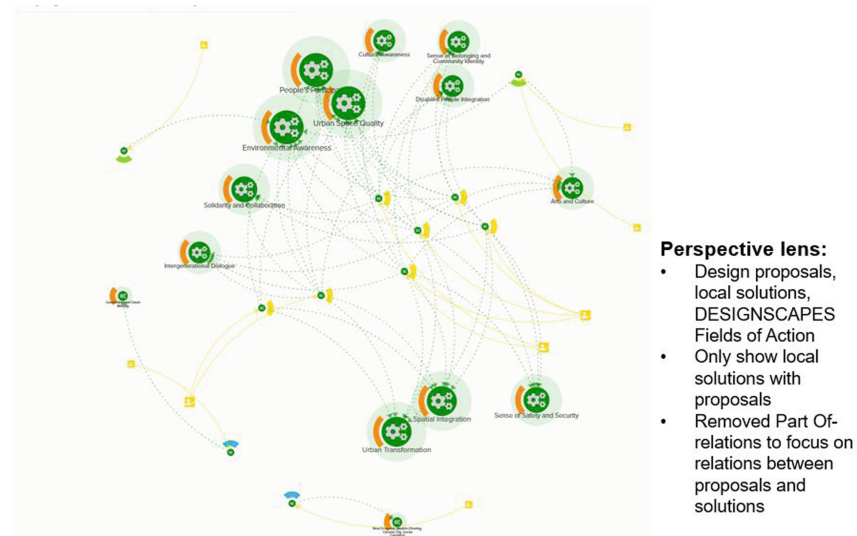 Cultural Awareness
Sense of Belonging and
Community Identity
People's
Disabled People Integration
Urban Space Quality
Environmental Awareness
Solidarity and Collaboration
Arts and Culture
Intergenerational Dialogue
Spatial Integration
Sense of Safety and Security
Urban Transformation
Perspective lens:
• Design proposals,
local solutions,
DESIGNSCAPES
Fields of Action
• Only show local
solutions with
proposals
• Removed Part Of-
relations to focus on
relations between
proposals and
solutions